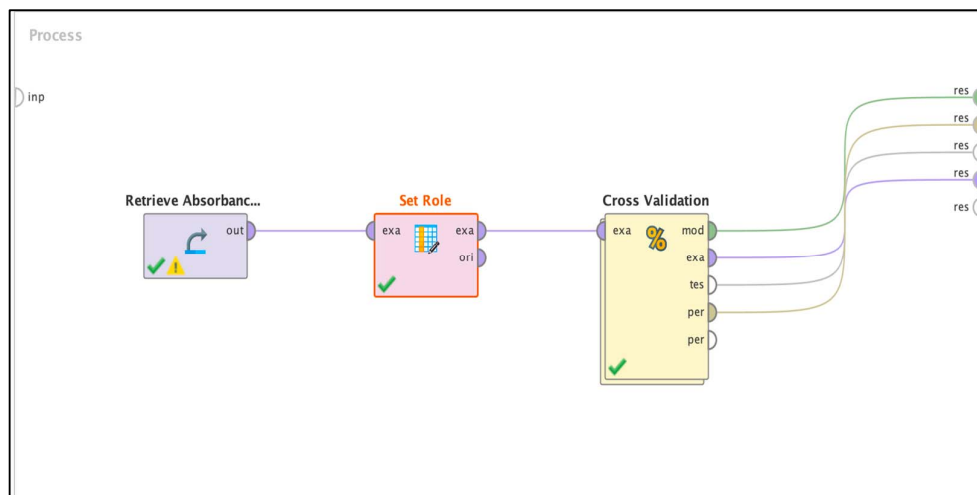 Process
inp
res
res
res
res
res
Retrieve Absorbanc...
out
Set Role
exa
exa
ori
Cross Validation
exa
mod
exa
tes
per
per
%